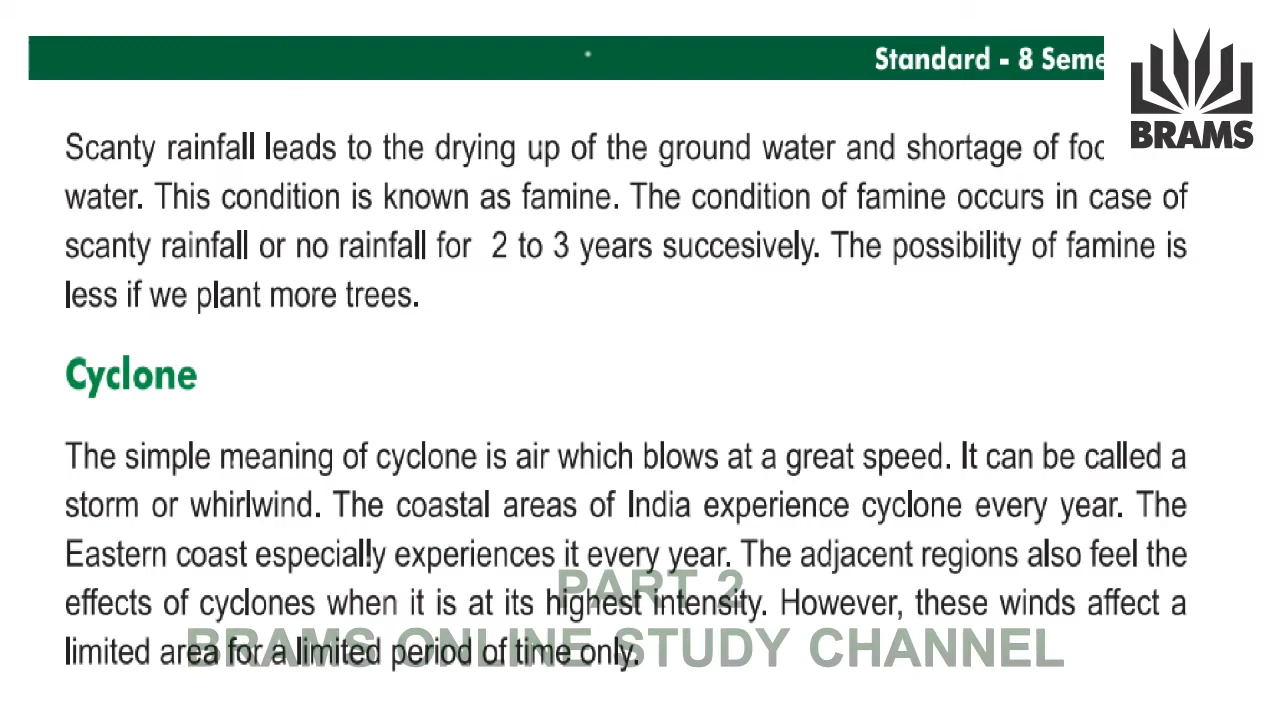 Standard - 8 Seme
BRAMS
Scanty rainfall leads to the drying up of the ground water and shortage of
water. This condition is known as famine. The condition of famine occurs in case of
scanty rainfall or no rainfall for 2 to 3 years succesively. The possibility of famine is
less if we plant more trees.
Cyclone
The simple meaning of cyclone is air which blows at a great speed. It can be called a
storm or whirlwind. The coastal areas of India experience cyclone every year. The
Eastern coast especially experiences it every year. The adjacent regions also feel the
effects of cyclones when it is at its highest intensity. However, these winds affect a
limited area for a limited period of time only.
PART 2
BRAMS ONLINE STUDY CHANNEL